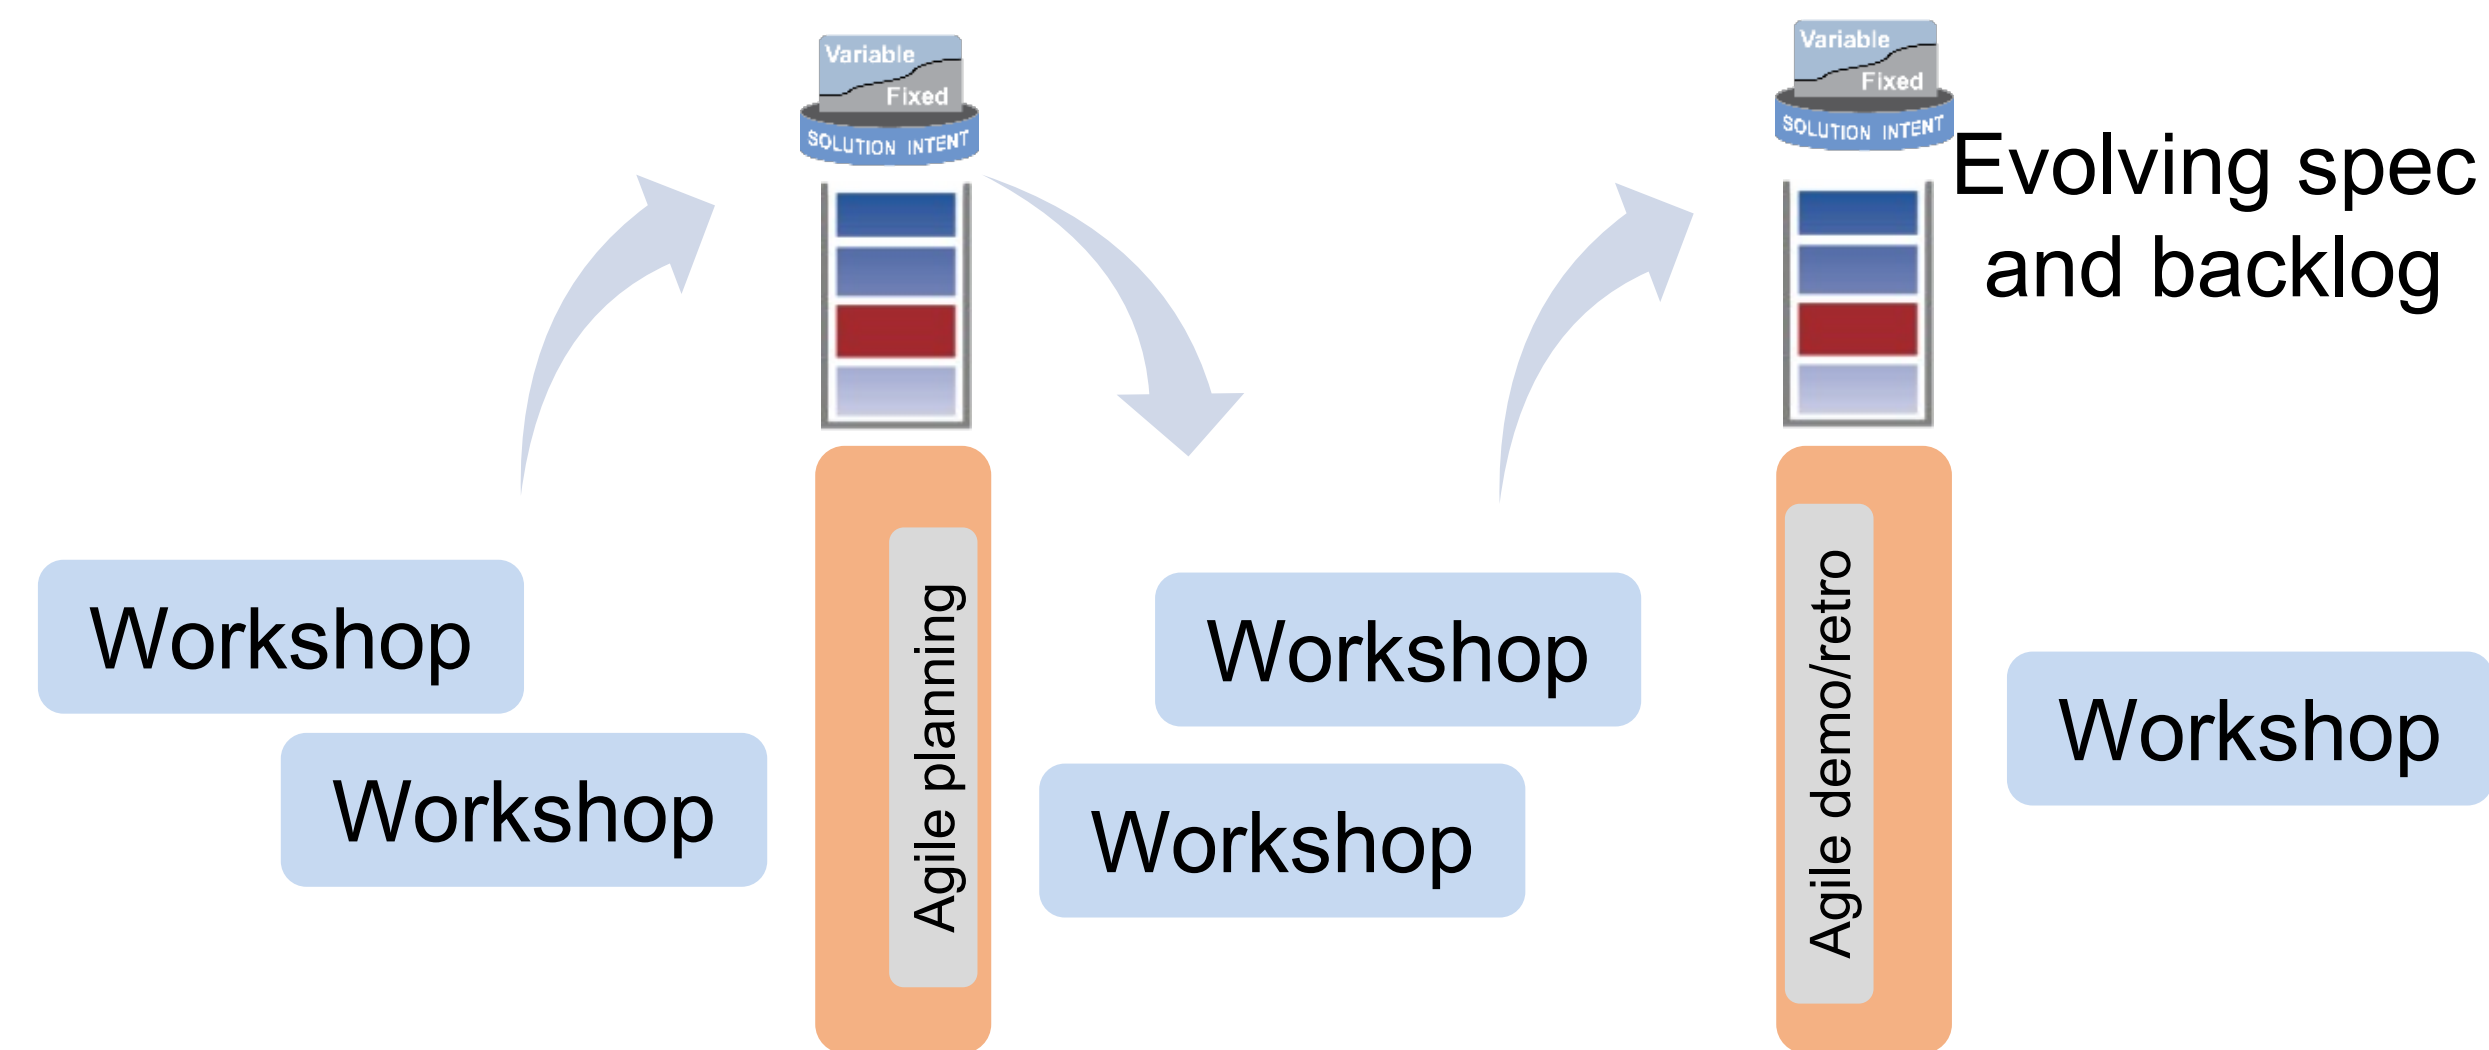 Variable
Fixed
SOLUTION INTENT
Variable
Fixed
SOLUTION INTENT
Evolving spec
and backlog
Workshop
Workshop
Agile planning
Workshop
Workshop
Agile demo/retro
Workshop